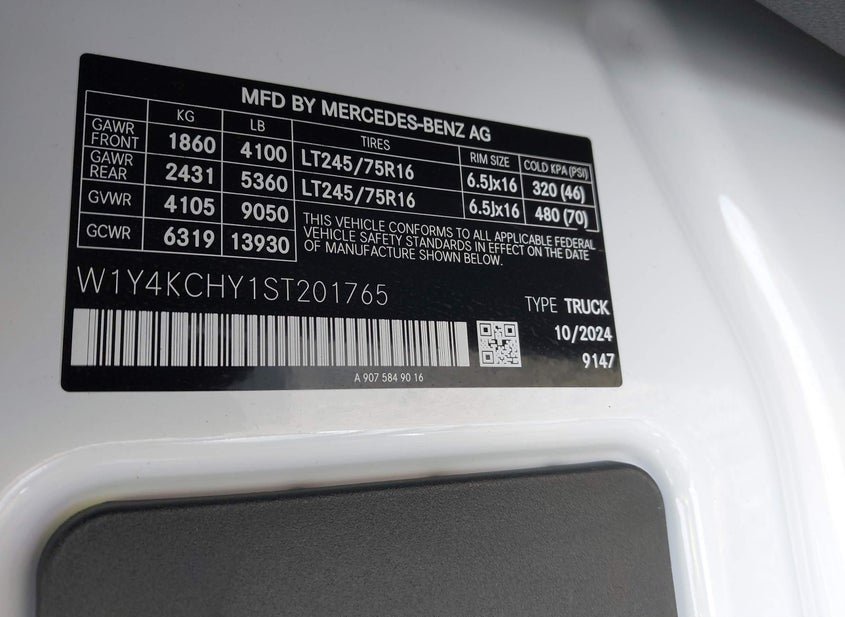 MFD BY MERCEDES-BENZ AG
KG LB TIRES RIM SIZE COLD KPA (PSI)
GAWR FRONT 1860 4100 LT245/75R16 6.5Jx16 320 (46)
GAWR REAR 2431 5360 LT245/75R16 6.5Jx16 480 (70)
GVWR 4105 9050
GCWR 6319 13930
THIS VEHICLE CONFORMS TO ALL APPLICABLE FEDERAL
VEHICLE SAFETY STANDARDS IN EFFECT ON THE DATE
OF MANUFACTURE SHOWN BELOW.
W1Y4KCHY1ST201765
TYPE TRUCK
10/2024
9147
A 907 584 90 16